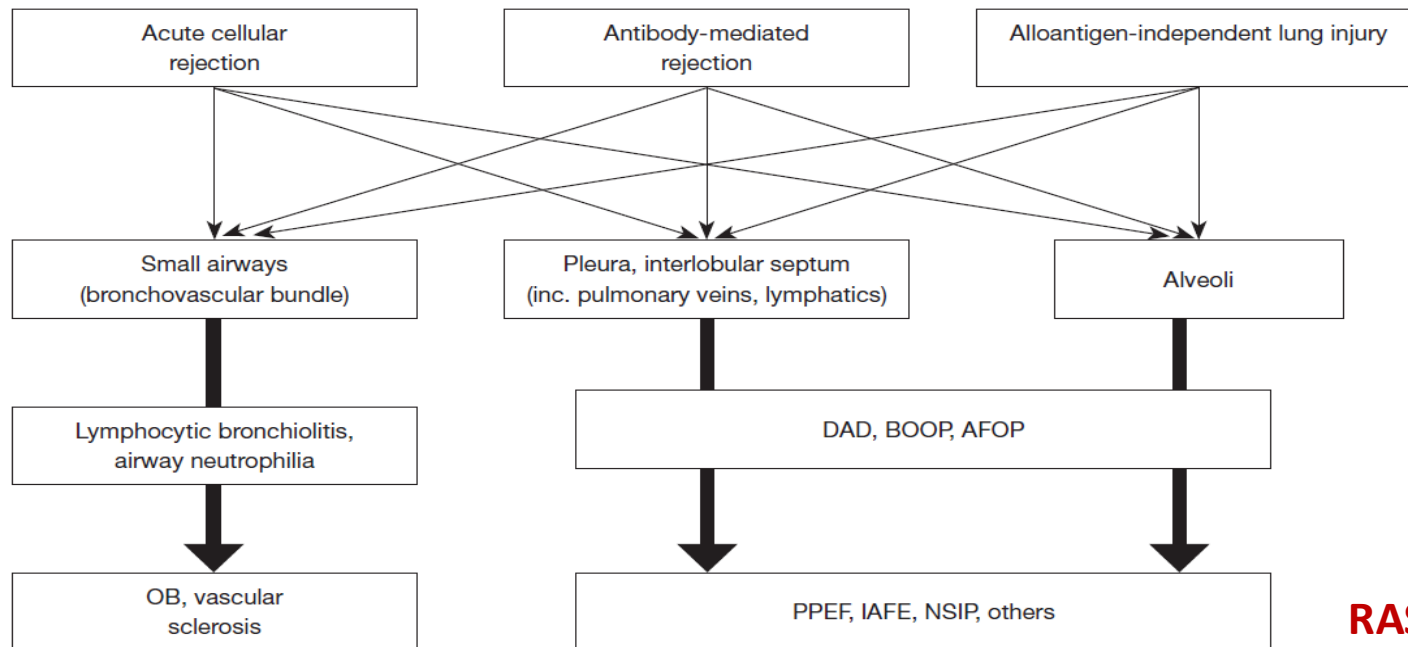 Acute cellular
rejection
Antibody-mediated
rejection
Alloantigen-independent lung injury
Small airways
(bronchovascular bundle)
Pleura, interlobular septum
(inc. pulmonary veins, lymphatics)
Alveoli
Lymphocytic bronchiolitis,
airway neutrophilia
DAD, BOOP, AFOP
OB, vascular
sclerosis
PPEF, IAFE, NSIP, others
RAS